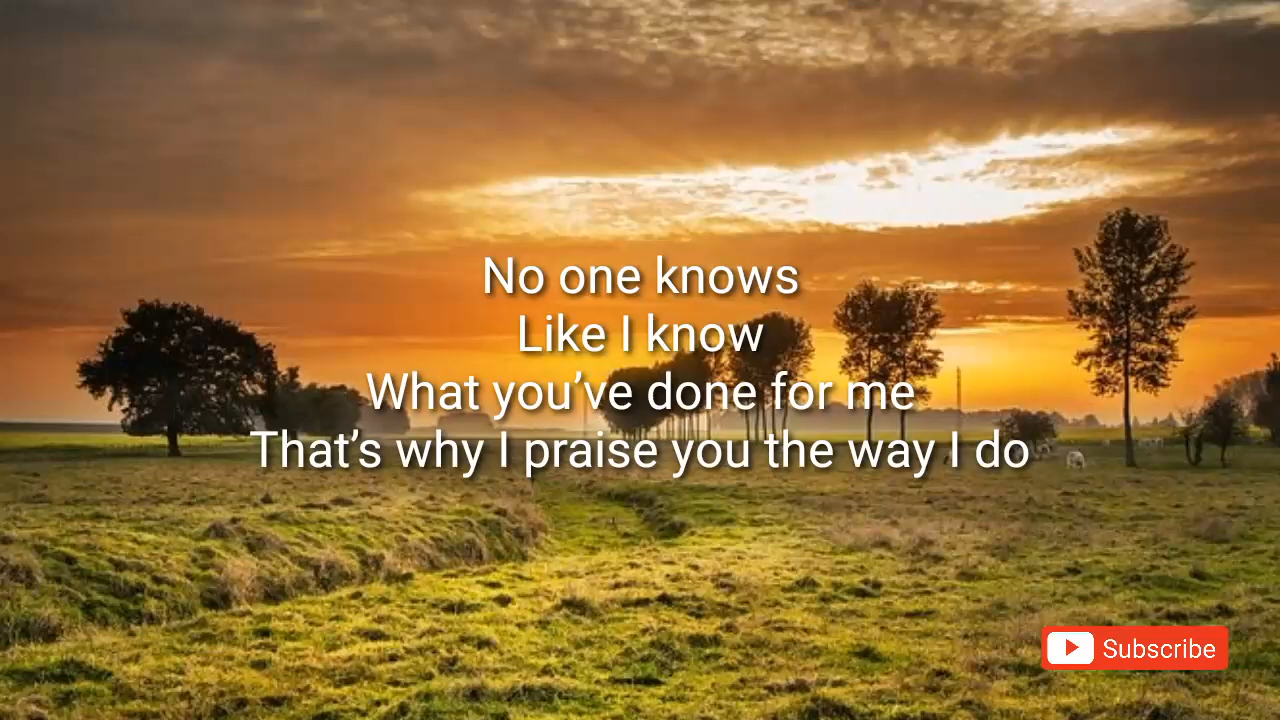 No one knows
Like I know
What you’ve done for me
That’s why I praise you the way I do
Subscribe